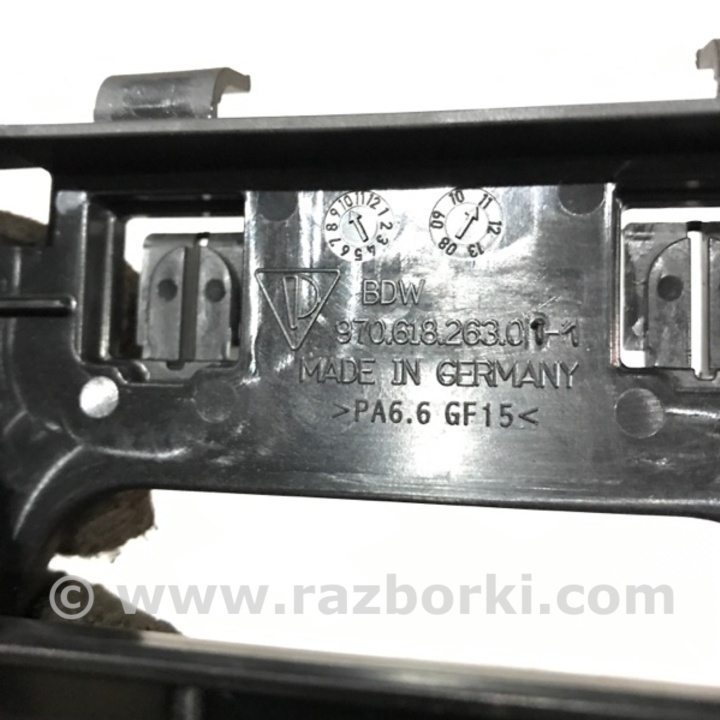 BDW
970.618.263.01-1
MADE IN GERMANY
>PA6.6 GF15<
© www.razborki.com